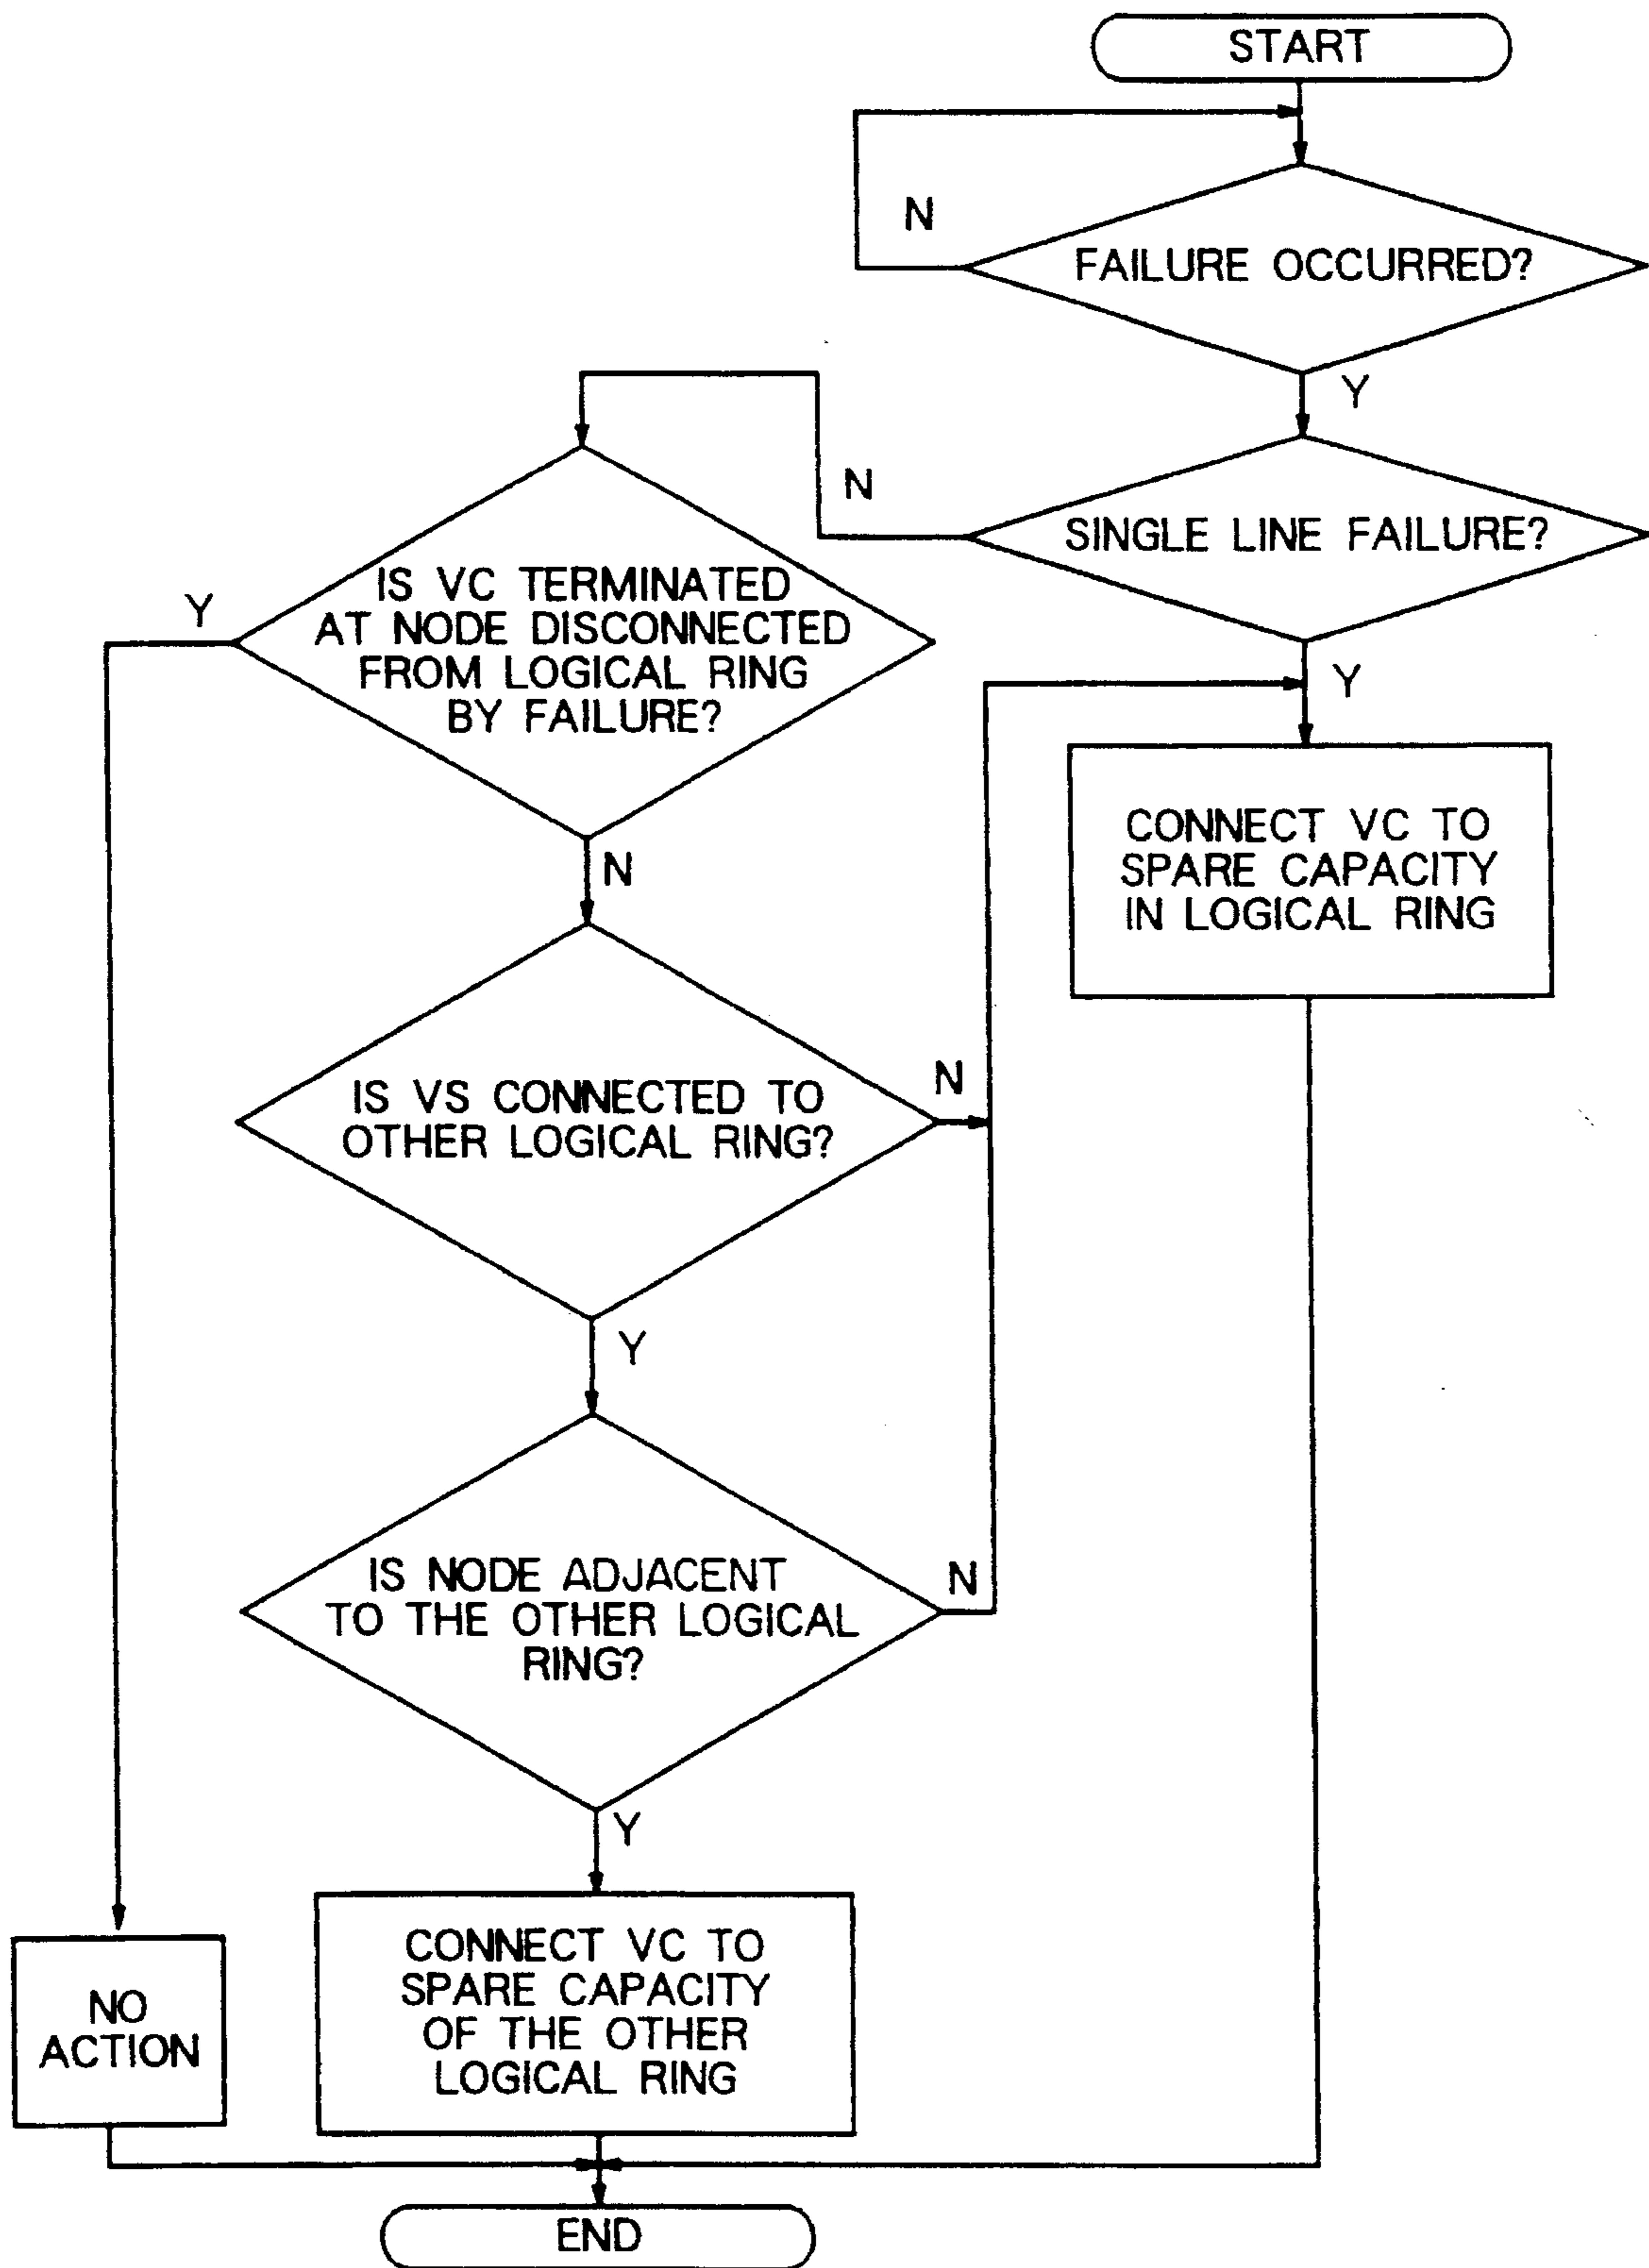 START
N
FAILURE OCCURRED?
Y
N
SINGLE LINE FAILURE?
Y
IS VC TERMINATED
AT NODE DISCONNECTED
FROM LOGICAL RING
BY FAILURE?
Y
N
CONNECT VC TO
SPARE CAPACITY
IN LOGICAL RING
IS VS CONNECTED TO
OTHER LOGICAL RING?
N
Y
IS NODE ADJACENT
TO THE OTHER LOGICAL
RING?
N
Y
CONNECT VC TO
SPARE CAPACITY
OF THE OTHER
LOGICAL RING
NO
ACTION
END
Y